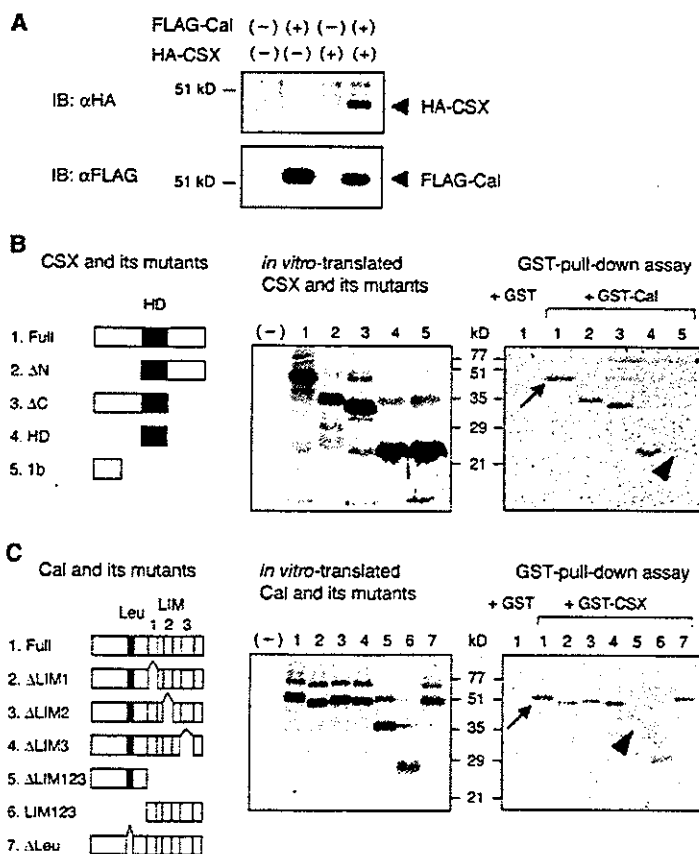 A
FLAG-Cal (−) (+) (−) (+)
HA-CSX (−) (−) (+) (+)
51 kD
IB: αHA
HA-CSX
IB: αFLAG
51 kD
FLAG-Cal
B
CSX and its mutants
in vitro-translated
CSX and its mutants
GST-pull-down assay
HD
+ GST + GST-Cal
(−) 1 2 3 4 5 kD 1 1 2 3 4 5
1. Full
2. ΔN
3. ΔC
4. HD
5. 1b
77
51
35
29
21
C
Cal and its mutants
in vitro-translated
Cal and its mutants
GST-pull-down assay
Leu LIM
1 2 3
+ GST + GST-CSX
(−) 1 2 3 4 5 6 7 kD 1 1 2 3 4 5 6 7
1. Full
2. ΔLIM1
3. ΔLIM2
4. ΔLIM3
5. ΔLIM123
6. LIM123
7. ΔLeu
77
51
35
29
21